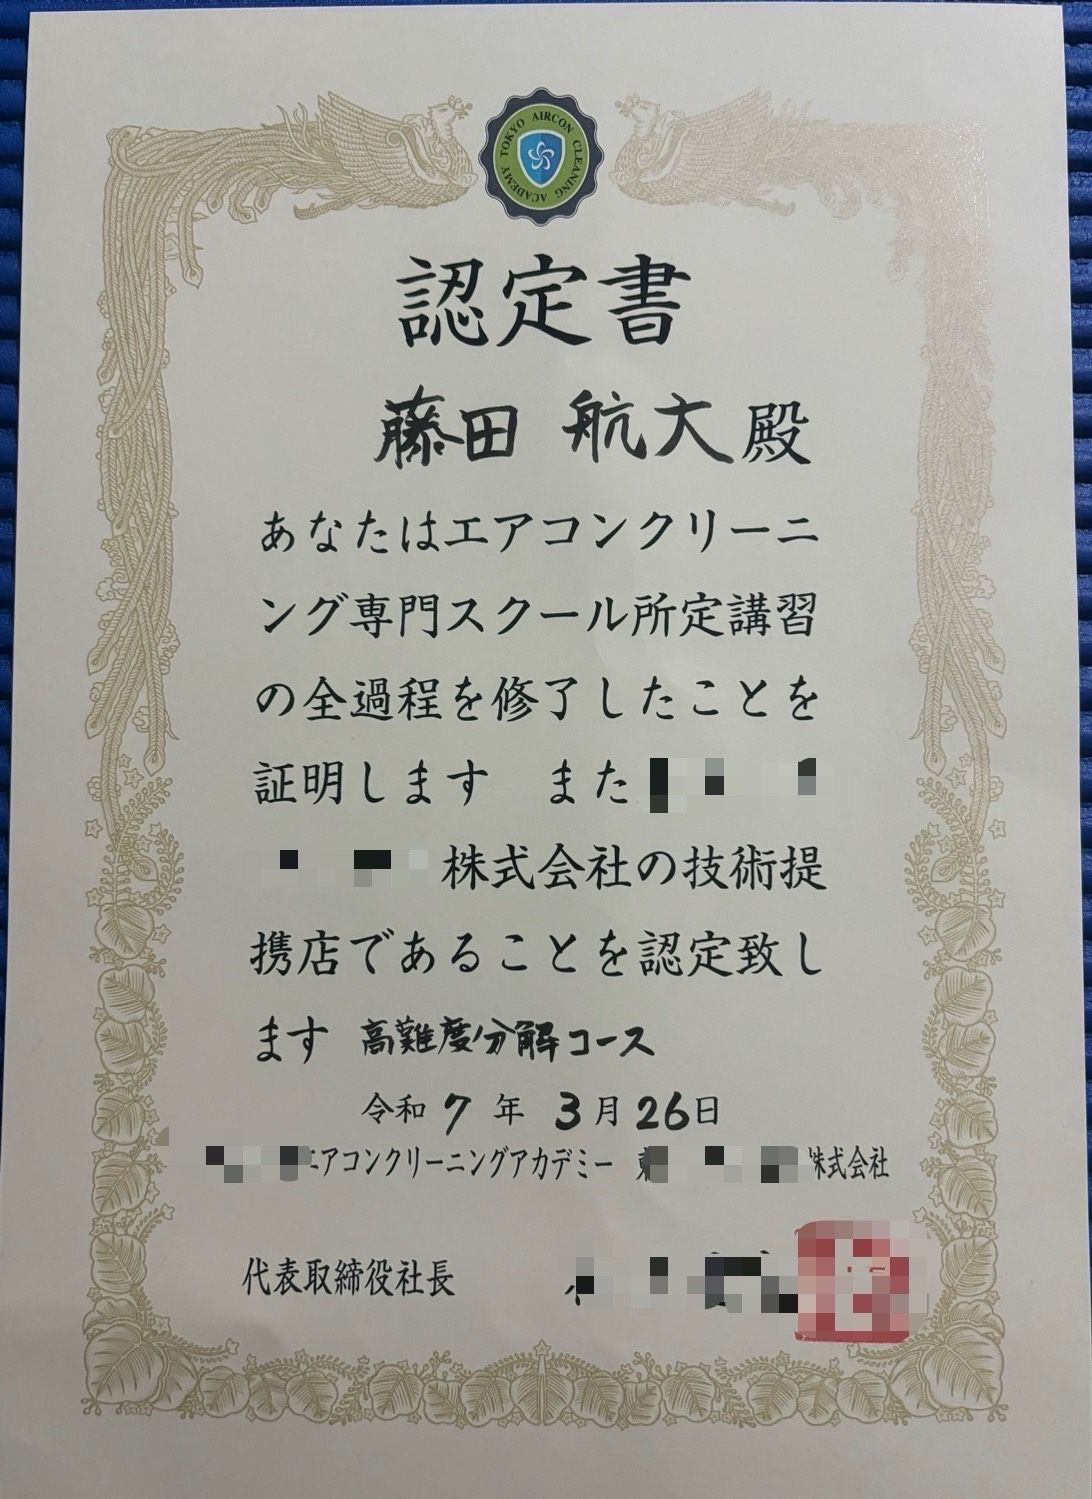 TOKYO AIRCON CLEANING ACADEMY
認定書
藤田 航大殿
あなたはエアコンクリーニ
ング専門スクール所定講習
の全過程を修了したことを
証明します また
株式会社の技術提
携店であることを認定致し
ます 高難度分解コース
令和7年3月26日
エアコンクリーニングアカデミー 株式会社
代表取締役社長